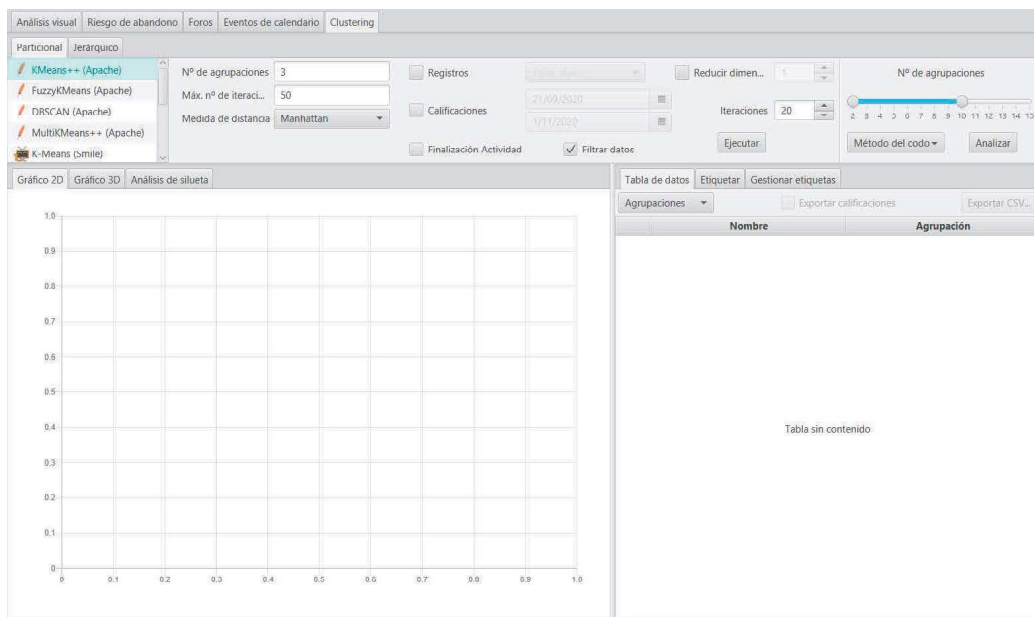 Análisis visual Riesgo de abandono Foros Eventos de calendario Clustering
Particional Jerárquico
KMeans++ (Apache)
FuzzyKMeans (Apache)
DBSCAN (Apache)
MultiKMeans++ (Apache)
K-Means (Smile)
Nº de agrupaciones 3
Máx. nº de iteraci... 50
Medida de distancia Manhattan
Registros
Calificaciones
21/09/2020
1/11/2020
Finalización Actividad Filtrar datos
Reducir dimen... 1
Iteraciones 20
Ejecutar
Nº de agrupaciones
2 3 4 5 6 7 8 9 10 11 12 13 14 15
Método del codo Analizar
Gráfico 2D Gráfico 3D Análisis de silueta
1.0
0.9
0.8
0.7
0.6
0.5
0.4
0.3
0.2
0.1
0
0 0.1 0.2 0.3 0.4 0.5 0.6 0.7 0.8 0.9 1.0
Tabla de datos Etiquetar Gestionar etiquetas
Agrupaciones Exportar calificaciones Exportar CSV...
Nombre Agrupación
Tabla sin contenido